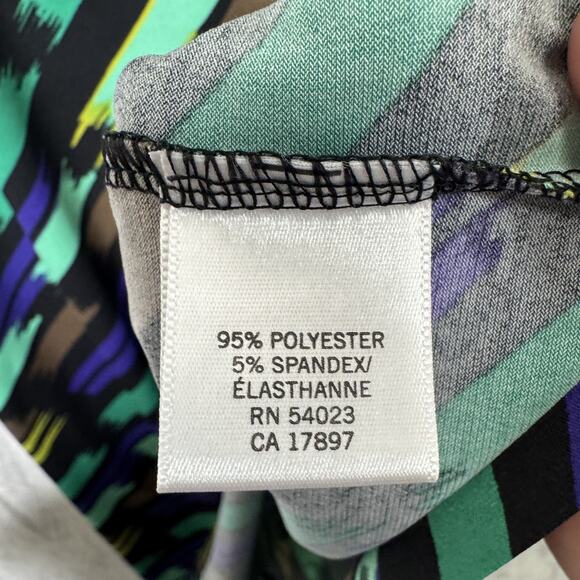 95% POLYESTER
5% SPANDEX/
ÉLASTHANNE
RN 54023
CA 17897